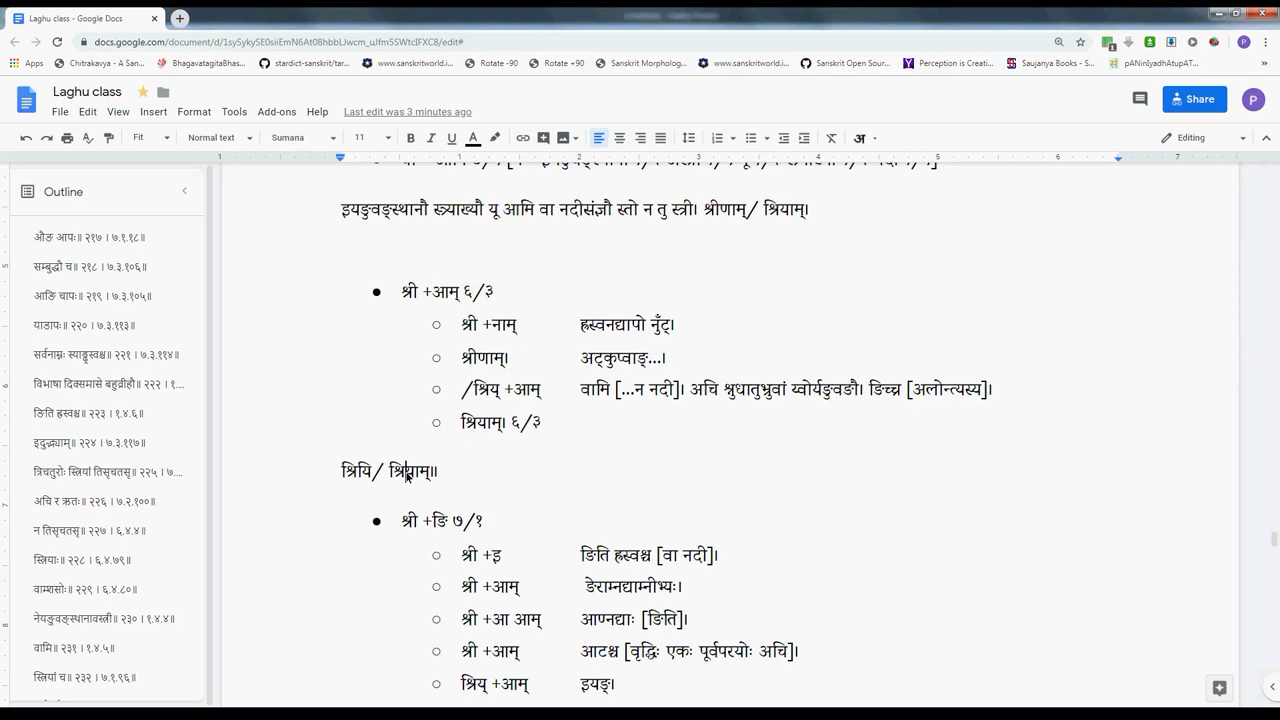 Laghu class - Google Docs
docs.google.com/document/d/1sySykySE0siiEmN6At08hbbLJwcm_uJfm5SWtcIFXC8/edit#
Apps Chitrakavya - A San... BhagavatagitaBhas... stardict-sanskrit/tar... www.sanskritworld.i... Rotate -90 Rotate +90 Sanskrit Morpholog... www.sanskritworld.i... Sanskrit Open Sour... Perception is Creati... Saujanya Books - S... pANinIyadhAtupAT...
Laghu class
File Edit View Insert Format Tools Add-ons Help Last edit was 3 minutes ago
Share
P
Fit Normal text Sumana 11 Editing
1 1 2 3 4 5 6 7
Outline
औङ आपः॥ २१७ । ७.१.१८॥
सम्बुद्धौ च॥ २१८ । ७.३.१०६॥
आङि चापः॥ २१९ । ७.३.१०५॥
याडापः॥ २२० । ७.३.११३॥
सर्वनाम्नः स्याड्ढ्रस्वश्च॥ २२१ । ७.३.११४॥
विभाषा दिक्समासे बहुव्रीहौ॥ २२२ । १....
ङिति ह्रस्वश्च॥ २२३ । १.४.६॥
इदुद्भ्याम्॥ २२४ । ७.३.११७॥
त्रिचतुरोः स्त्रियां तिसृचतसृ॥ २२५ । ७....
अचि र ऋतः॥ २२६ । ७.२.१००॥
न तिसृचतसृ॥ २२७ । ६.४.४॥
स्त्रियाः॥ २२८ । ६.४.७९॥
वाम्शसोः॥ २२९ । ६.४.८०॥
नेयङुवङ्स्थानावस्त्री॥ २३० । १.४.४॥
वामि॥ २३१ । १.४.५॥
स्त्रियां च॥ २३२ । ७.१.९६॥
इयङुवङ्स्थानौ स्त्र्याख्यौ यू आमि वा नदीसंज्ञौ स्तो न तु स्त्री। श्रीणाम्/ श्रियाम्।
श्री +आम् ६/३
श्री +नाम् ह्रस्वनद्यापो नुँट्।
श्रीणाम्। अट्कुप्वाङ्...।
/श्रिय् +आम् वामि [...न नदी]। अचि श्नुधातुभ्रुवां य्वोर्यङुवङौ। ङिच्च [अलोन्त्यस्य]।
श्रियाम्। ६/३
श्रियि/ श्रियाम्॥
श्री +ङि ७/१
श्री +इ ङिति ह्रस्वश्च [वा नदी]।
श्री +आम् ङेराम्नद्याम्नीभ्यः।
श्री +आ आम् आण्नद्याः [ङिति]।
श्री +आम् आटश्च [वृद्धिः एकः पूर्वपरयोः अचि]।
श्रिय् +आम् इयङ्।